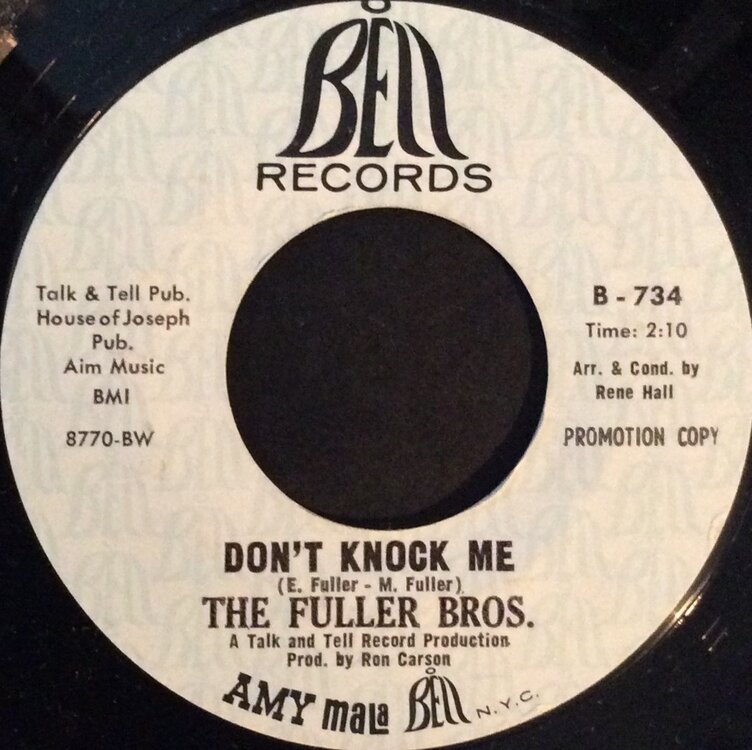 BELL
RECORDS
Talk & Tell Pub.
House of Joseph
Pub.
Aim Music
BMI
8770-BW
B - 734
Time: 2:10
Arr. & Cond. by
Rene Hall
PROMOTION COPY
DON'T KNOCK ME
(E. Fuller - M. Fuller)
THE FULLER BROS.
A Talk and Tell Record Production
Prod. by Ron Carson
AMY mala BELL N.Y.C.